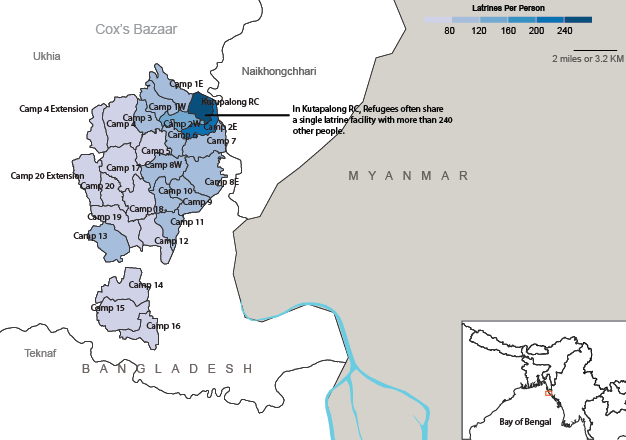 Latrines Per Person
80 120 160 200 240
2 miles or 3.2 KM
Cox's Bazaar
Ukhia
Naikhongchhari
Camp 1E
Kutupalong RC
Camp 1W
Camp 4 Extension
Camp 3
Camp 4
Camp 2W
Camp 2E
In Kutapalong RC, Refugees often share
a single latrine facility with more than 240
other people.
Camp 6
Camp 7
Camp 5
Camp 8W
Camp 17
Camp 20 Extension
Camp 20
Camp 8E
Camp 10
Camp 9
Camp 18
Camp 19
Camp 11
Camp 13
Camp 12
MYANMAR
Camp 14
Camp 15
Camp 16
Teknaf
BANGLADESH
Bay of Bengal